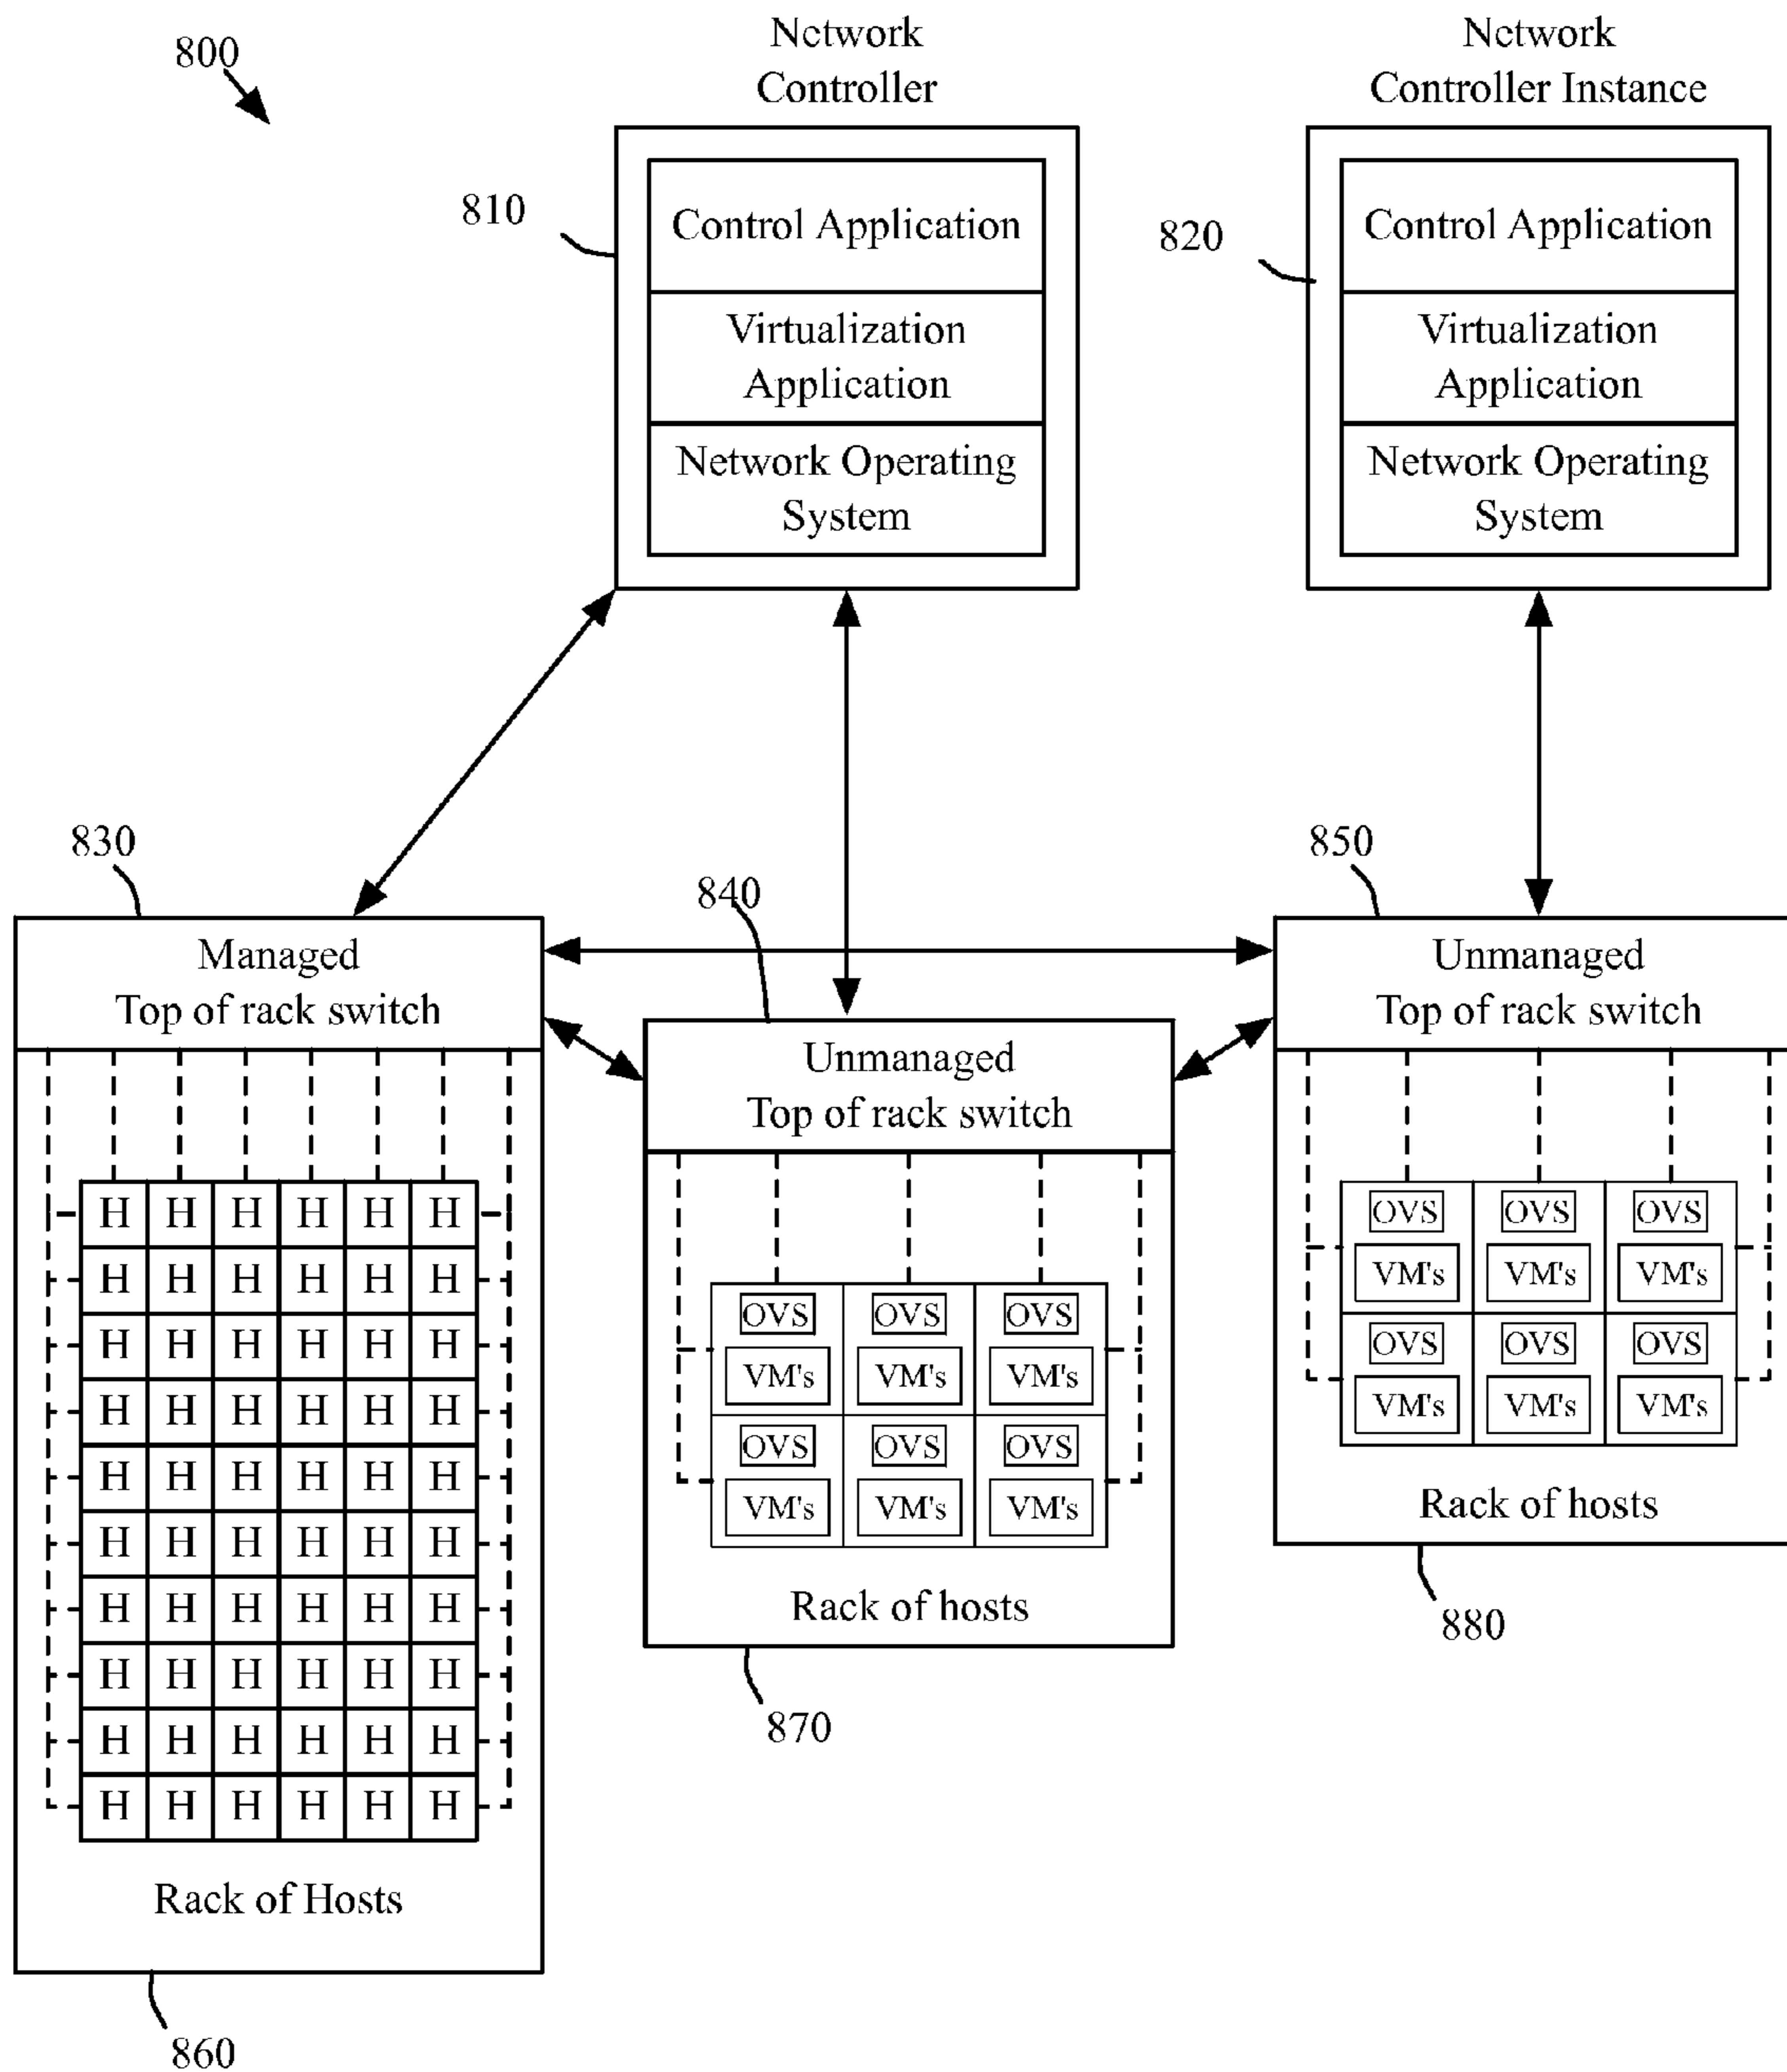 800
Network
Controller
Network
Controller Instance
810
Control Application
Virtualization
Application
Network Operating
System
820
Control Application
Virtualization
Application
Network Operating
System
830
Managed
Top of rack switch
840
Unmanaged
Top of rack switch
850
Unmanaged
Top of rack switch
H H H H H H
H H H H H H
H H H H H H
H H H H H H
H H H H H H
H H H H H H
H H H H H H
H H H H H H
H H H H H H
H H H H H H
Rack of Hosts
860
OVS OVS OVS
VM's VM's VM's
OVS OVS OVS
VM's VM's VM's
Rack of hosts
870
OVS OVS OVS
VM's VM's VM's
OVS OVS OVS
VM's VM's VM's
Rack of hosts
880